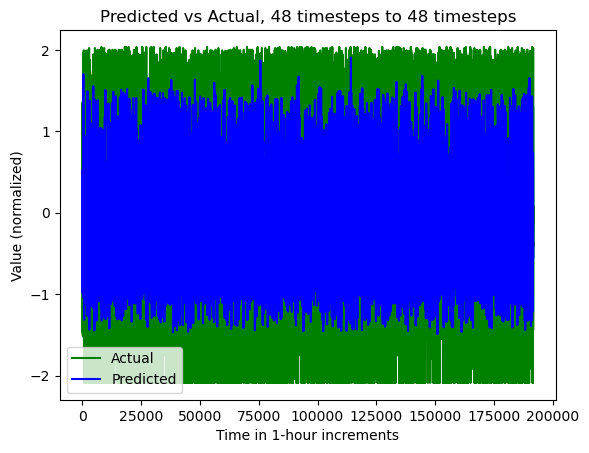 Predicted vs Actual, 48 timesteps to 48 timesteps
Value (normalized)
2
1
0
−1
−2
Actual
Predicted
0 25000 50000 75000 100000 125000 150000 175000 200000
Time in 1-hour increments